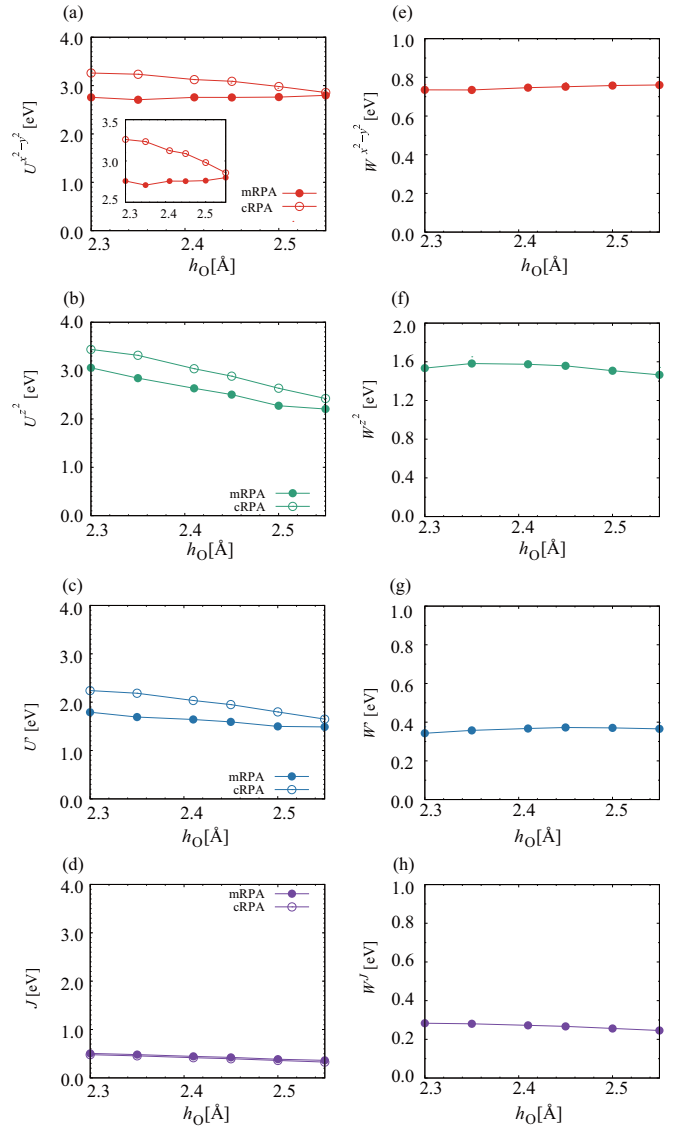 (a)
4.0
3.0
2.0
1.0
0.0
U^{x^2-y^2} [eV]
3.5
3.0
2.5
2.3 2.4 2.5
mRPA
cRPA
2.3 2.4 2.5
h_O[Å]
(e)
1.0
0.8
0.6
0.4
0.2
0.0
W^{x^2-y^2} [eV]
2.3 2.4 2.5
h_O[Å]
(b)
4.0
3.0
2.0
1.0
0.0
U^{z^2} [eV]
mRPA
cRPA
2.3 2.4 2.5
h_O[Å]
(f)
2.0
1.6
1.2
0.8
0.4
0.0
W^{z^2} [eV]
2.3 2.4 2.5
h_O[Å]
(c)
4.0
3.0
2.0
1.0
0.0
U' [eV]
mRPA
cRPA
2.3 2.4 2.5
h_O[Å]
(g)
1.0
0.8
0.6
0.4
0.2
0.0
W' [eV]
2.3 2.4 2.5
h_O[Å]
(d)
4.0
3.0
2.0
1.0
0.0
J [eV]
mRPA
cRPA
2.3 2.4 2.5
h_O[Å]
(h)
1.0
0.8
0.6
0.4
0.2
0.0
W^J [eV]
2.3 2.4 2.5
h_O[Å]